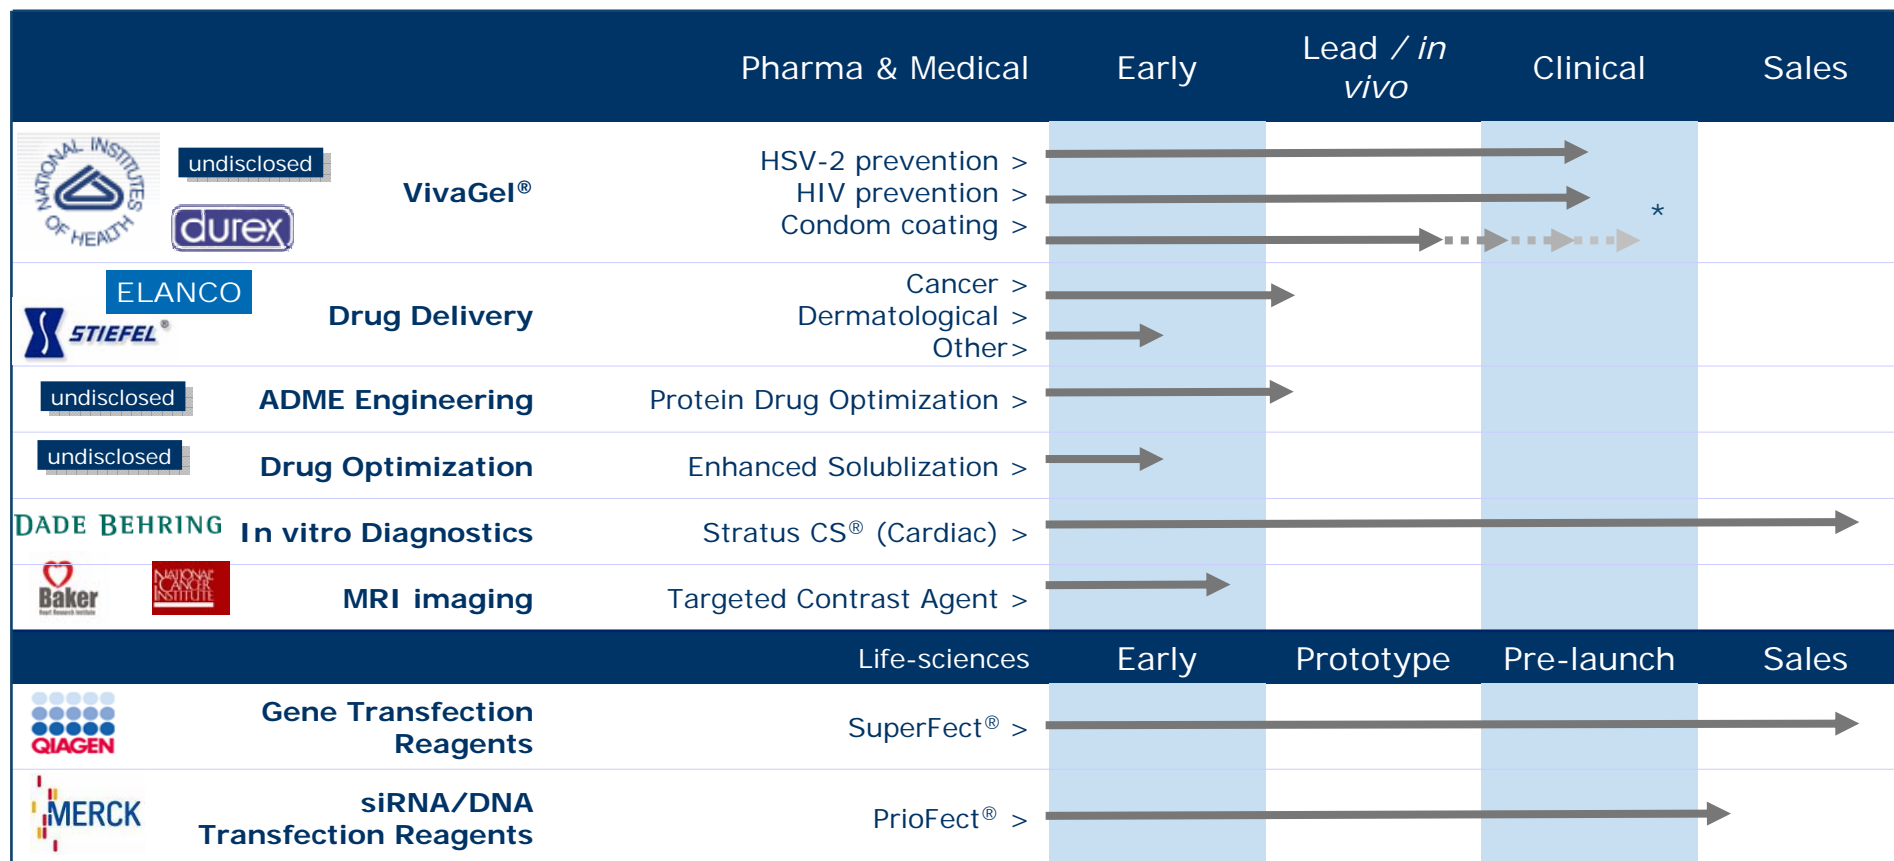 Pharma & Medical Early Lead / in vivo Clinical Sales
NATIONAL INSTITUTES OF HEALTH
undisclosed
durex
VivaGel®
HSV-2 prevention >
HIV prevention >
Condom coating >
*
ELANCO
STIEFEL®
Drug Delivery
Cancer >
Dermatological >
Other>
undisclosed
ADME Engineering
Protein Drug Optimization >
undisclosed
Drug Optimization
Enhanced Solublization >
DADE BEHRING
In vitro Diagnostics
Stratus CS® (Cardiac) >
Baker
Heart Research Institute
NATIONAL
CANCER
INSTITUTE
MRI imaging
Targeted Contrast Agent >
Life-sciences Early Prototype Pre-launch Sales
QIAGEN
Gene Transfection
Reagents
SuperFect® >
MERCK
siRNA/DNA
Transfection Reagents
PrioFect® >